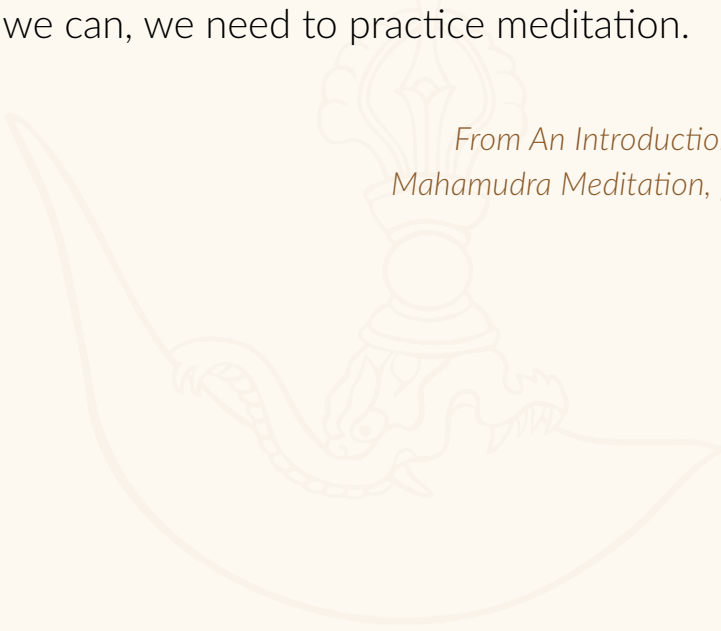 we can, we need to practice meditation.
From An Introductio
Mahamudra Meditation,